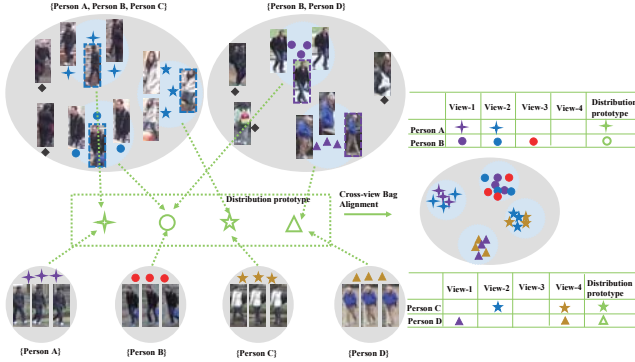 {Person A, Person B, Person C}
{Person B, Person D}
View-1 View-2 View-3 View-4 Distribution prototype
Person A
Person B
Distribution prototype
Cross-view Bag Alignment
{Person A}
{Person B}
{Person C}
{Person D}
View-1 View-2 View-3 View-4 Distribution prototype
Person C
Person D